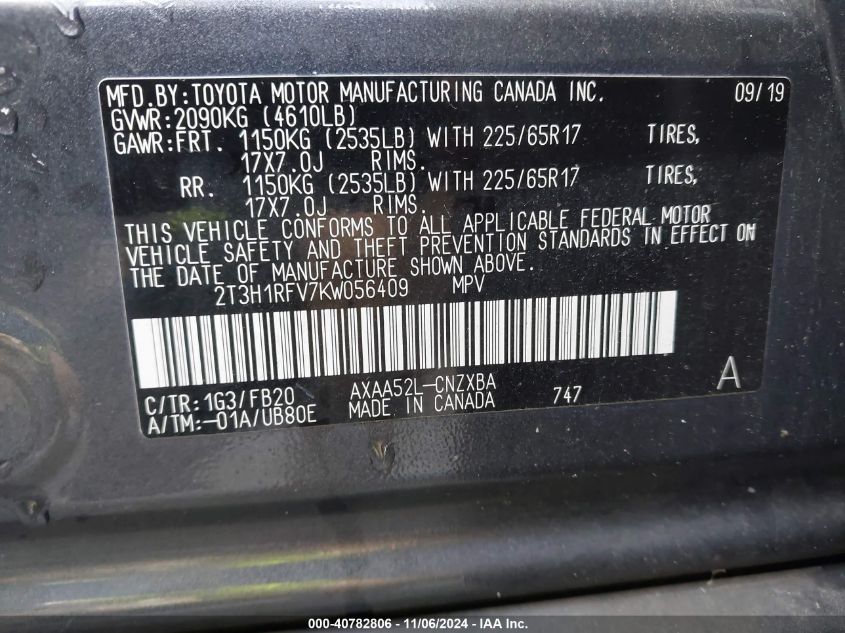 MFD.BY:TOYOTA MOTOR MANUFACTURING CANADA INC. 09/19
GVWR:2090KG (4610LB)
GAWR:FRT. 1150KG (2535LB) WITH 225/65R17 TIRES,
17X7.0J RIMS.
RR. 1150KG (2535LB) WITH 225/65R17 TIRES,
17X7.0J RIMS.
THIS VEHICLE CONFORMS TO ALL APPLICABLE FEDERAL MOTOR
VEHICLE SAFETY AND THEFT PREVENTION STANDARDS IN EFFECT ON
THE DATE OF MANUFACTURE SHOWN ABOVE.
2T3H1RFV7KW056409 MPV
C/TR:1G3/FB20 AXAA52L-CNZXBA 747 A
A/TM:-01A/UB80E MADE IN CANADA
000-40782806 - 11/06/2024 - IAA Inc.